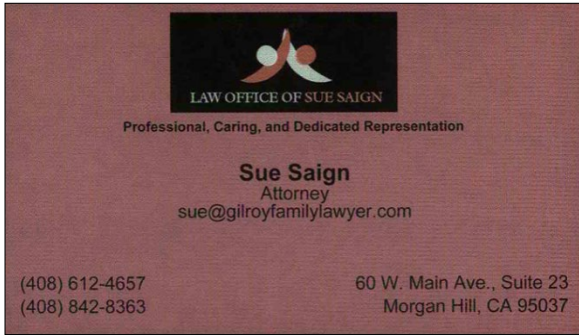 LAW OFFICE OF SUE SAIGN
Professional, Caring, and Dedicated Representation
Sue Saign
Attorney
sue@gilroyfamilylawyer.com
(408) 612-4657
(408) 842-8363
60 W. Main Ave., Suite 23
Morgan Hill, CA 95037